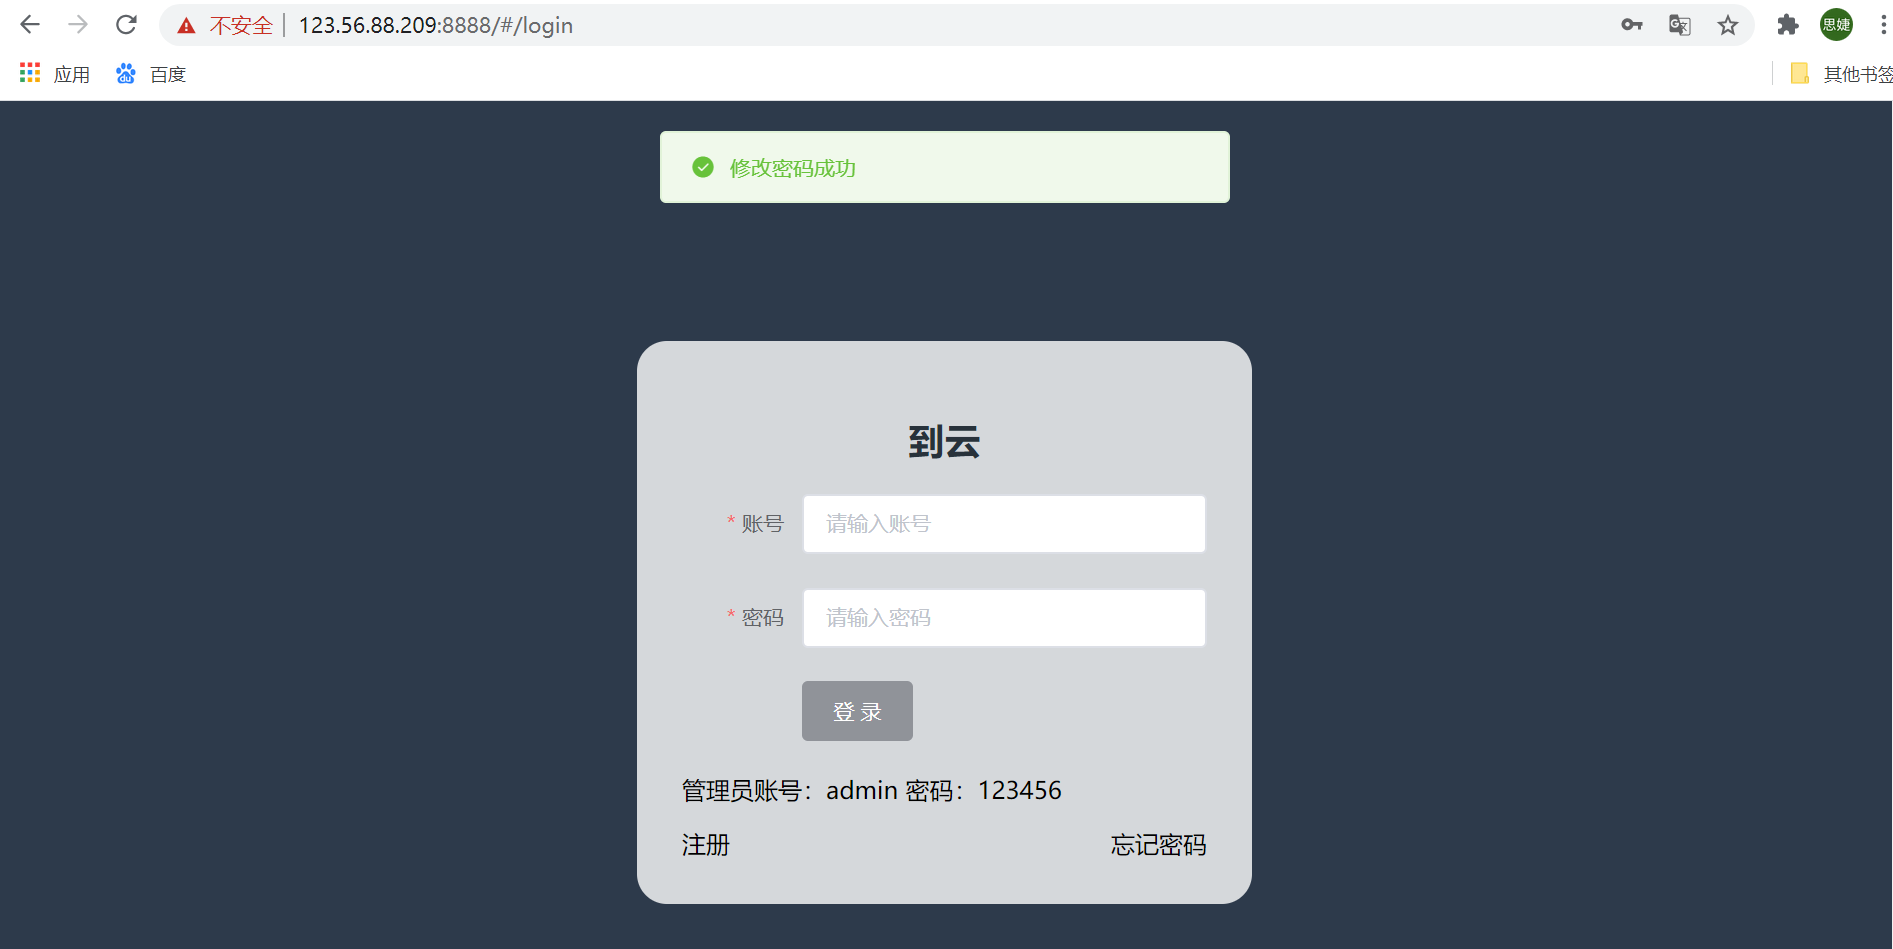 不安全 123.56.88.209:8888/#/login 思婕
应用 百度 其他书签
修改密码成功
到云
* 账号 请输入账号
* 密码 请输入密码
登 录
管理员账号：admin 密码：123456
注册 忘记密码